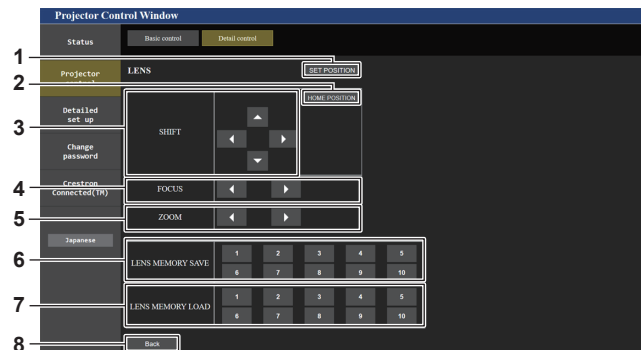 Projector Control Window
Status
Basic control
Detail control
1
Projector
control
LENS
SET POSITION
2
HOME POSITION
3
Detailed
set up
SHIFT
Change
password
4
Crestron
Connected(TM)
FOCUS
5
ZOOM
Japanese
6
LENS MEMORY SAVE
1 2 3 4 5
6 7 8 9 10
7
LENS MEMORY LOAD
1 2 3 4 5
6 7 8 9 10
8
Back